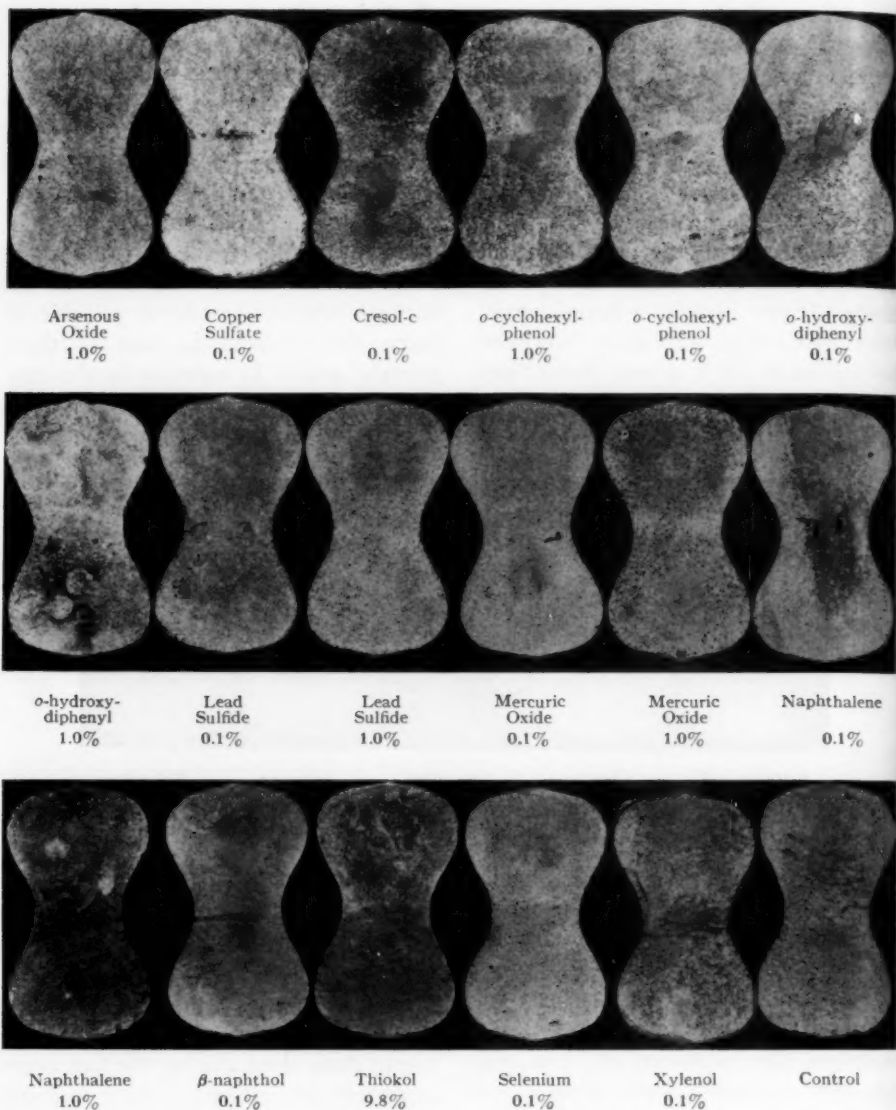 Arsenous Oxide 1.0%
Copper Sulfate 0.1%
Cresol-c 0.1%
o-cyclohexyl-phenol 1.0%
o-cyclohexyl-phenol 0.1%
o-hydroxy-diphenyl 0.1%
o-hydroxy-diphenyl 1.0%
Lead Sulfide 0.1%
Lead Sulfide 1.0%
Mercuric Oxide 0.1%
Mercuric Oxide 1.0%
Naphthalene 0.1%
Naphthalene 1.0%
β-naphthol 0.1%
Thiokol 9.8%
Selenium 0.1%
Xylenol 0.1%
Control